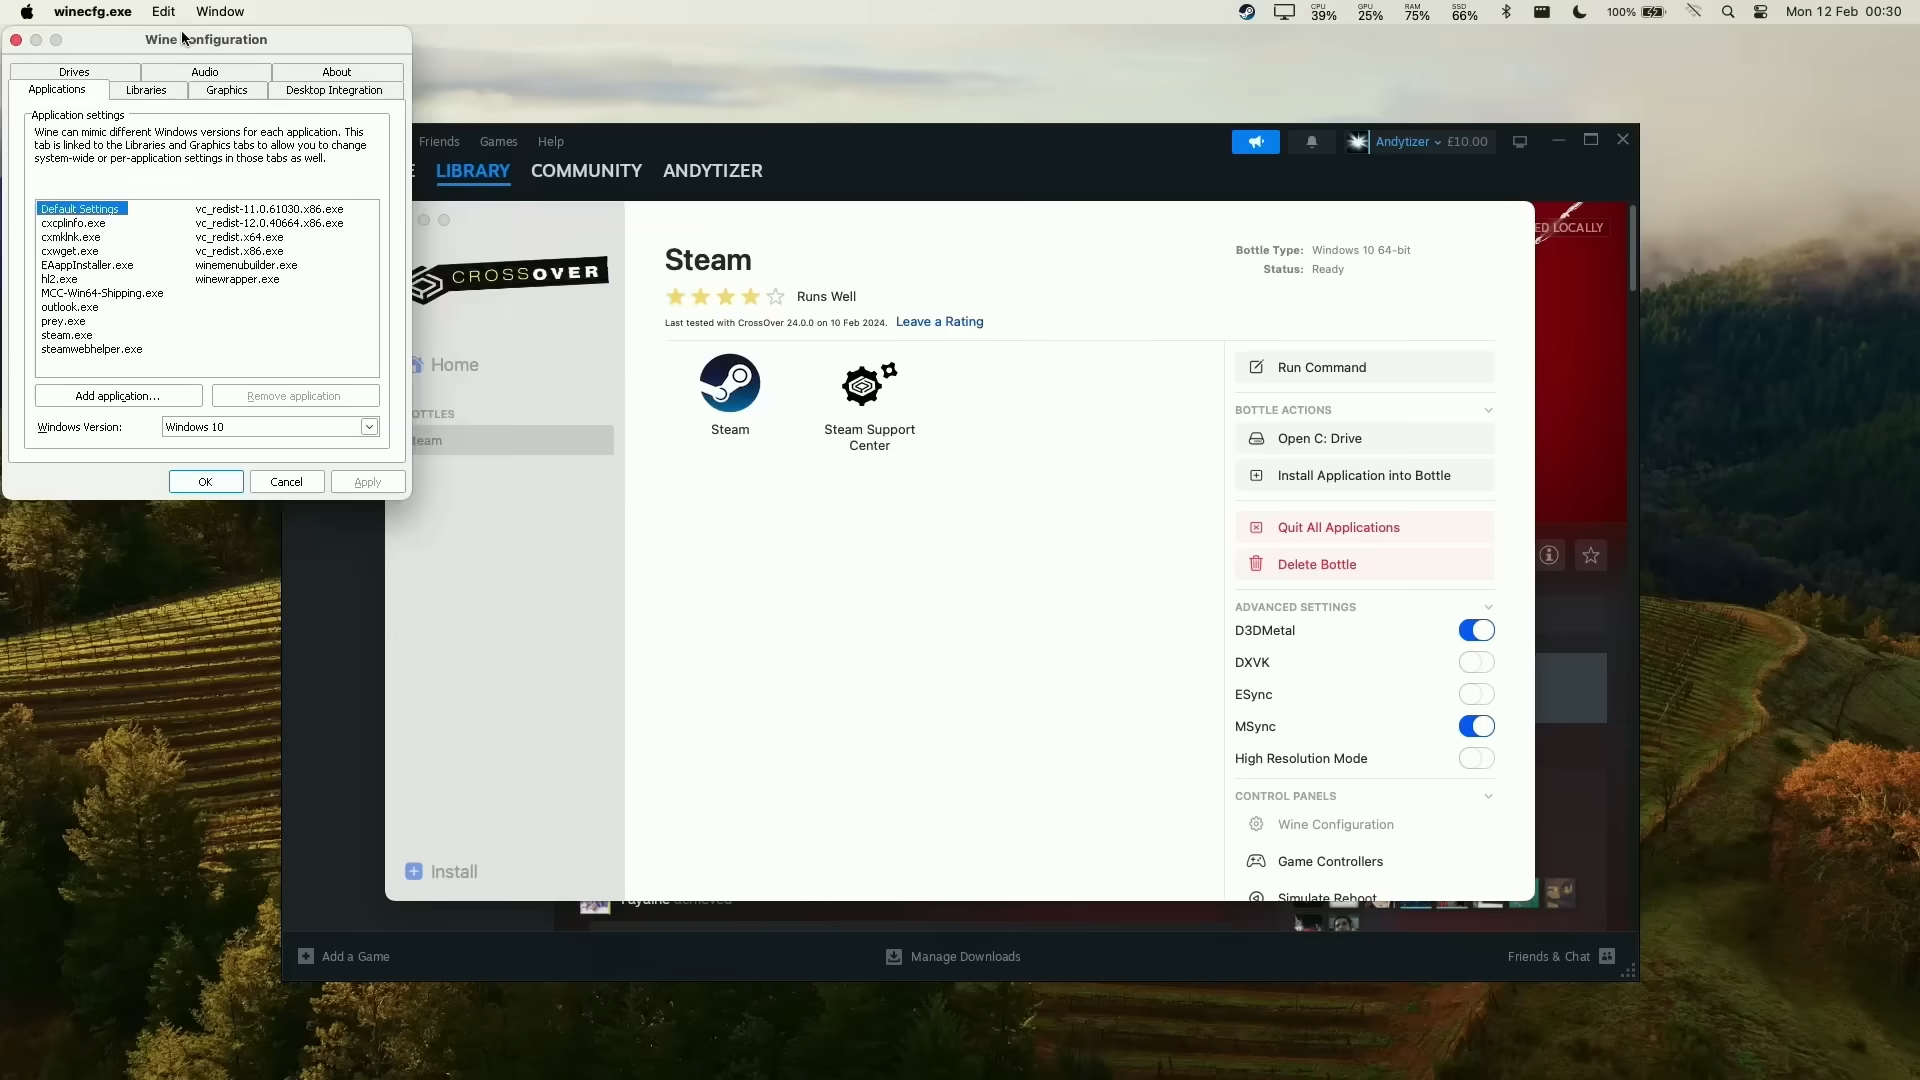 winecfg.exe Edit Window
CPU 39% GPU 25% RAM 75% SSD 66% 100% Mon 12 Feb 00:30
Wine Configuration
Drives Audio About
Applications Libraries Graphics Desktop Integration
Application settings
Wine can mimic different Windows versions for each application. This
tab is linked to the Libraries and Graphics tabs to allow you to change
system-wide or per-application settings in those tabs as well.
Default Settings
cxcplinfo.exe
cxmklnk.exe
cxwget.exe
EAappInstaller.exe
hl2.exe
MCC-Win64-Shipping.exe
outlook.exe
prey.exe
steam.exe
steamwebhelper.exe
vc_redist-11.0.61030.x86.exe
vc_redist-12.0.40664.x86.exe
vc_redist.x64.exe
vc_redist.x86.exe
winemenubuilder.exe
winewrapper.exe
Add application... Remove application
Windows Version: Windows 10
OK Cancel Apply
Friends Games Help
Andytizer £10.00
E LIBRARY COMMUNITY ANDYTIZER
ED LOCALLY
CROSSOVER
Home
OTTLES
team
Install
Steam
Runs Well
Last tested with CrossOver 24.0.0 on 10 Feb 2024. Leave a Rating
Bottle Type: Windows 10 64-bit
Status: Ready
Steam
Steam Support
Center
Run Command
BOTTLE ACTIONS
Open C: Drive
Install Application into Bottle
Quit All Applications
Delete Bottle
ADVANCED SETTINGS
D3DMetal
DXVK
ESync
MSync
High Resolution Mode
CONTROL PANELS
Wine Configuration
Game Controllers
Simulate Reboot
achieved
Add a Game
Manage Downloads
Friends & Chat